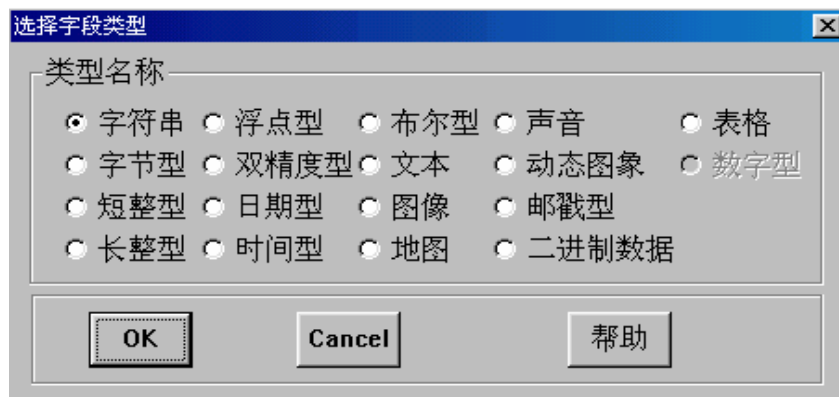 选择字段类型
类型名称
字符串 浮点型 布尔型 声音 表格
字节型 双精度型 文本 动态图象 数字型
短整型 日期型 图像 邮戳型
长整型 时间型 地图 二进制数据
OK Cancel 帮助